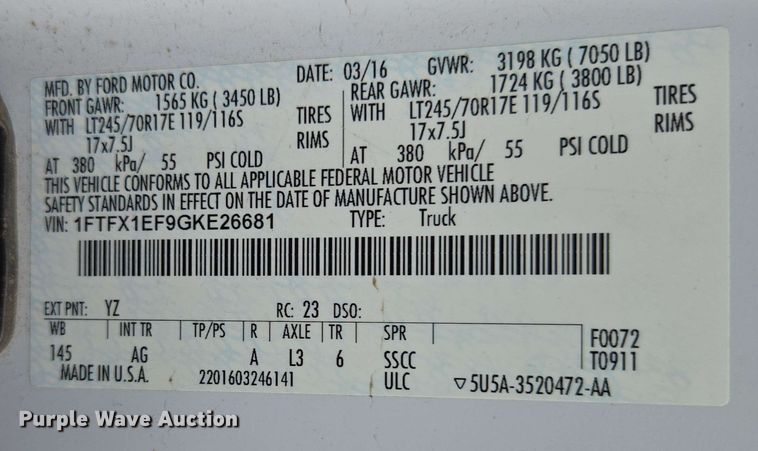 MFD. BY FORD MOTOR CO. DATE: 03/16 GVWR: 3198 KG ( 7050 LB)
FRONT GAWR: 1565 KG ( 3450 LB) REAR GAWR: 1724 KG ( 3800 LB)
WITH LT245/70R17E 119/116S TIRES WITH LT245/70R17E 119/116S TIRES
17x7.5J RIMS 17x7.5J RIMS
AT 380 kPa/ 55 PSI COLD AT 380 kPa/ 55 PSI COLD
THIS VEHICLE CONFORMS TO ALL APPLICABLE FEDERAL MOTOR VEHICLE
SAFETY STANDARDS IN EFFECT ON THE DATE OF MANUFACTURE SHOWN ABOVE.
VIN: 1FTFX1EF9GKE26681 TYPE: Truck
EXT PNT: YZ RC: 23 DSO:
WB INT TR TP/PS R AXLE TR SPR F0072
145 AG A L3 6 SSCC T0911
MADE IN U.S.A. 2201603246141 ULC ▽5U5A-3520472-AA
Purple Wave Auction